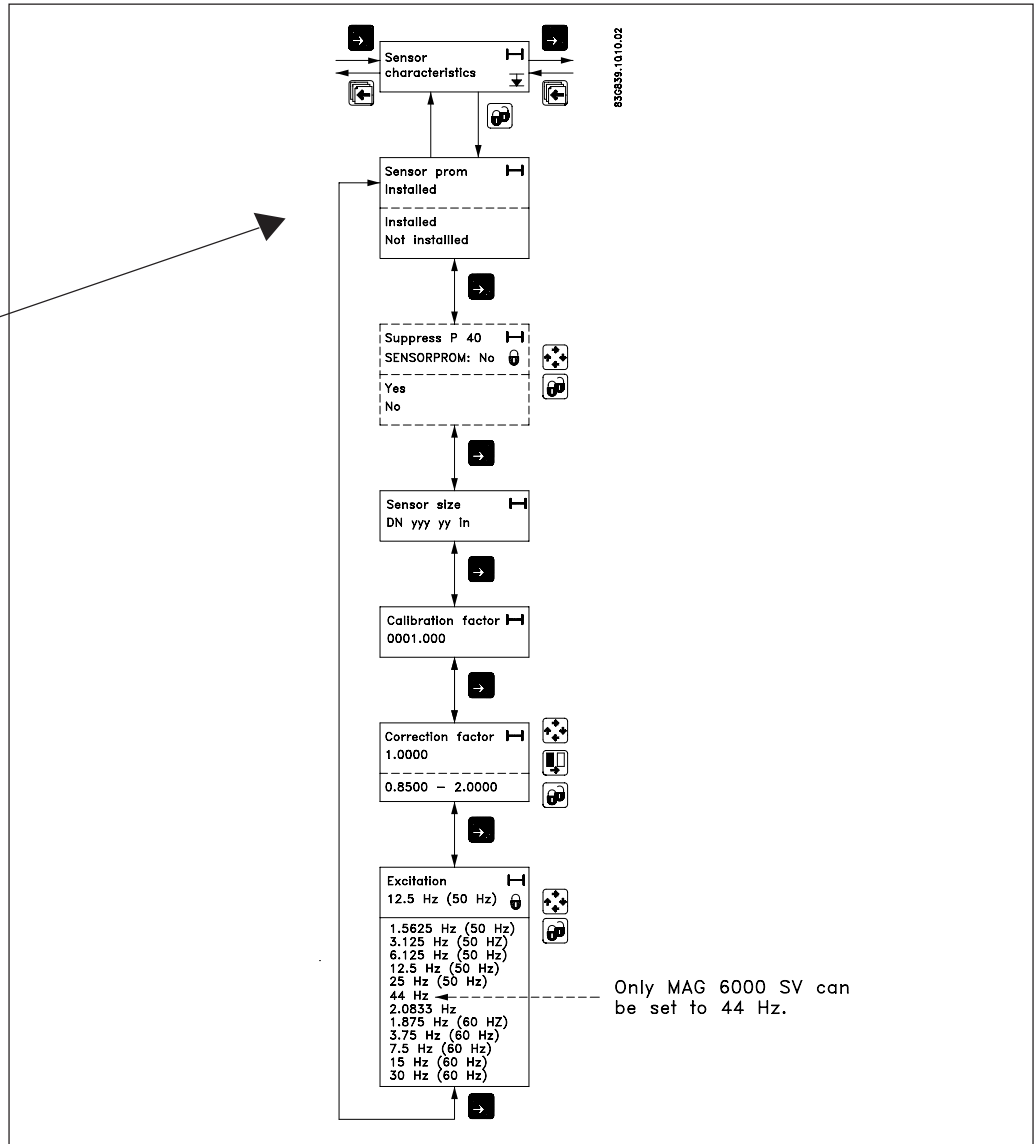 Sensor
characteristics
83G839.10.10.02
Sensor prom
Installed
Installed
Not installled
Suppress P 40
SENSORPROM: No
Yes
No
Sensor size
DN yyy yy in
Calibration factor
0001.000
Correction factor
1.0000
0.8500 - 2.0000
Excitation
12.5 Hz (50 Hz)
1.5625 Hz (50 Hz)
3.125 Hz (50 HZ)
6.125 Hz (50 Hz)
12.5 Hz (50 Hz)
25 Hz (50 Hz)
44 Hz
2.0833 Hz
1.875 Hz (60 HZ)
3.75 Hz (60 Hz)
7.5 Hz (60 Hz)
15 Hz (60 Hz)
30 Hz (60 Hz)
Only MAG 6000 SV can
be set to 44 Hz.